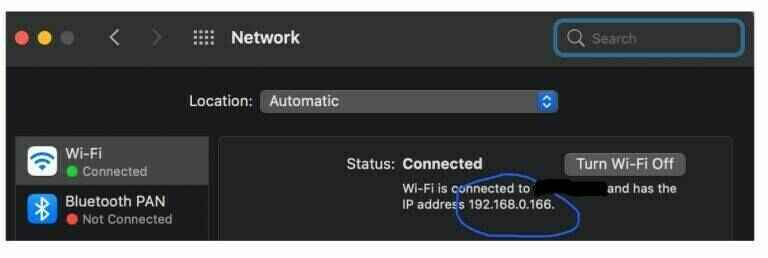 Network
Search
Location: Automatic
Wi-Fi
Connected
Bluetooth PAN
Not Connected
Status: Connected
Turn Wi-Fi Off
Wi-Fi is connected to and has the
IP address 192.168.0.166.